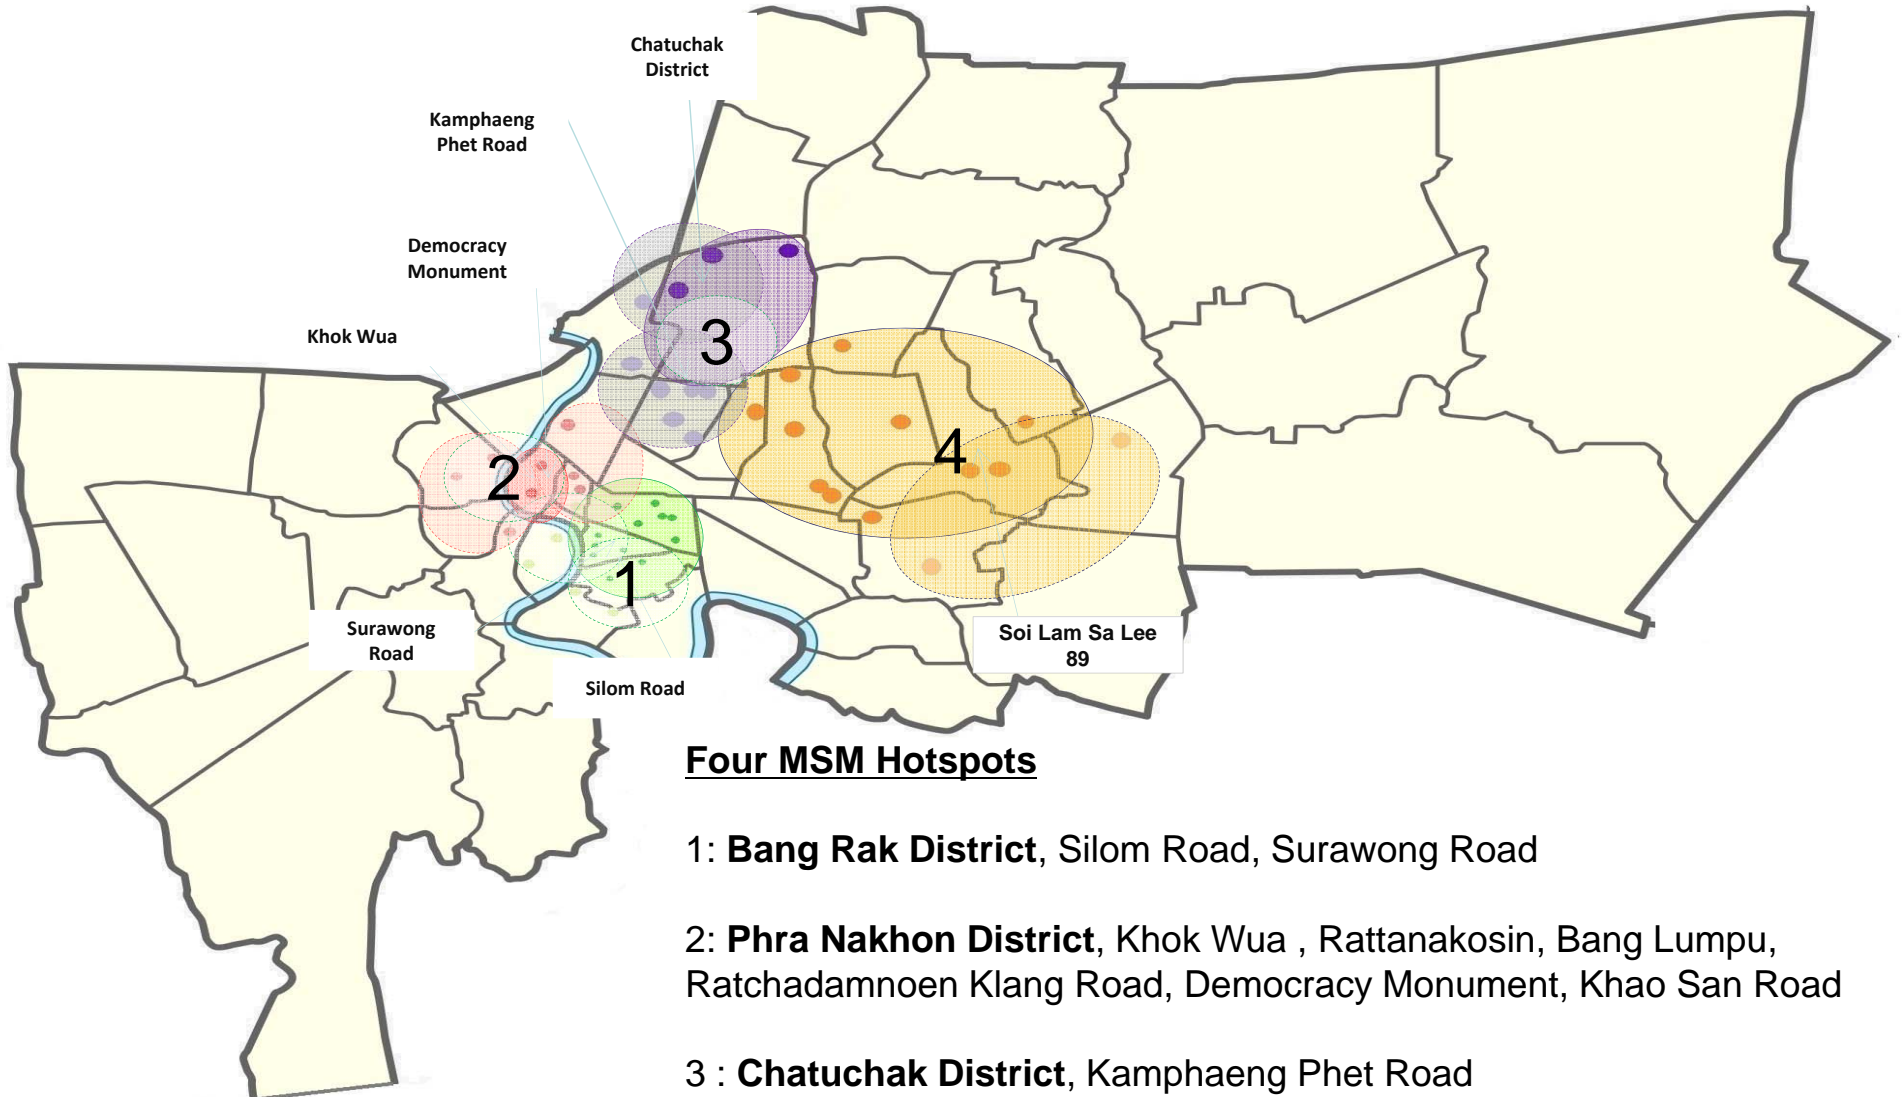 Chatuchak
District
Kamphaeng
Phet Road
Democracy
Monument
Khok Wua
3
4
2
1
Surawong
Road
Soi Lam Sa Lee
89
Silom Road
Four MSM Hotspots
1: Bang Rak District, Silom Road, Surawong Road
2: Phra Nakhon District, Khok Wua , Rattanakosin, Bang Lumpu,
Ratchadamnoen Klang Road, Democracy Monument, Khao San Road
3 : Chatuchak District, Kamphaeng Phet Road